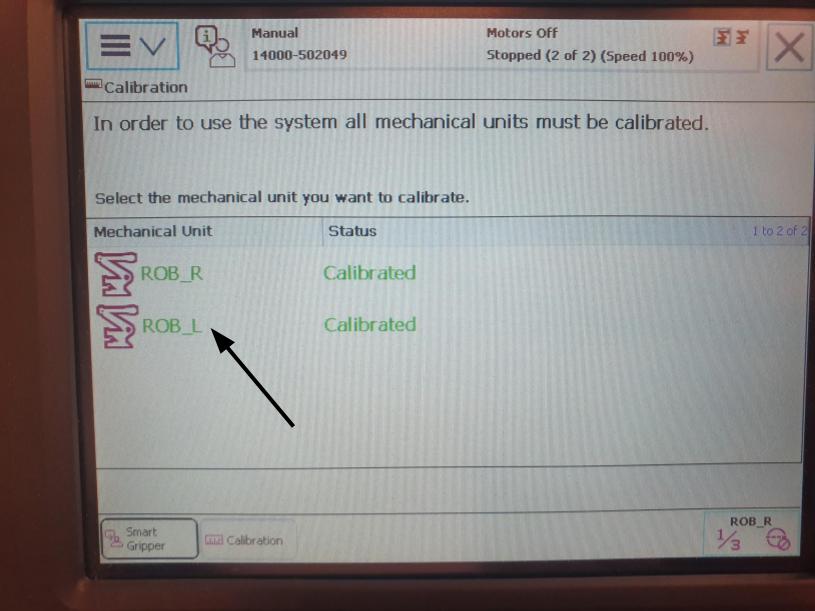 Manual
14000-502049
Motors Off
Stopped (2 of 2) (Speed 100%)
Calibration
In order to use the system all mechanical units must be calibrated.
Select the mechanical unit you want to calibrate.
Mechanical Unit Status 1 to 2 of 2
ROB_R Calibrated
ROB_L Calibrated
Smart
Gripper
Calibration
ROB_R
1/3